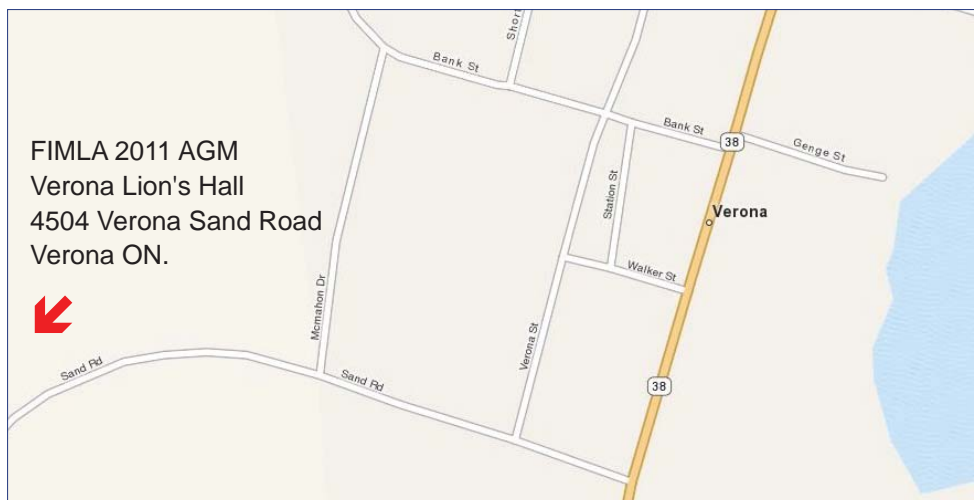 FIMLA 2011 AGM
Verona Lion's Hall
4504 Verona Sand Road
Verona ON.
Short
Bank St
Bank St
38
Genge St
Station St
Verona
Walker St
Mcmahon Dr
Verona St
Sand Rd
Sand Rd
38